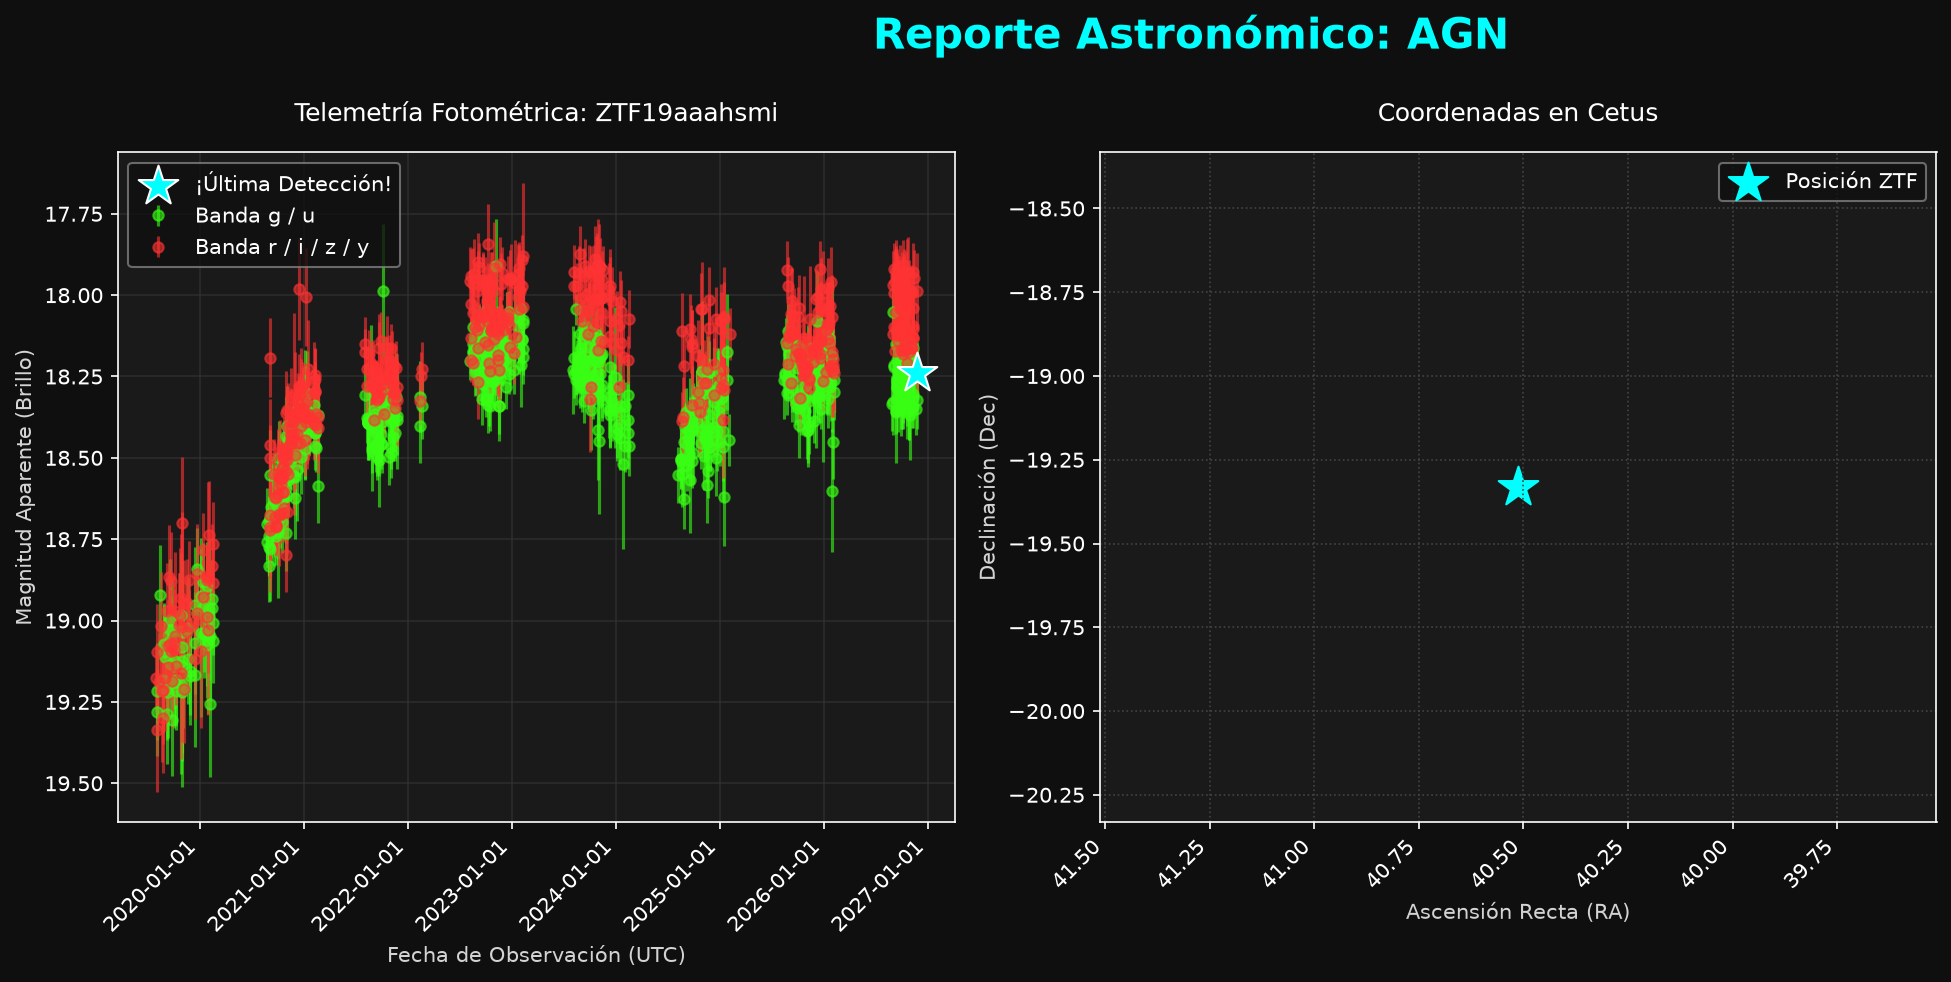 Reporte Astronómico: AGN
Telemetría Fotométrica: ZTF19aaahsmi
¡Última Detección!
Banda g / u
Banda r / i / z / y
Magnitud Aparente (Brillo)
17.75
18.00
18.25
18.50
18.75
19.00
19.25
19.50
2020-01-01
2021-01-01
2022-01-01
2023-01-01
2024-01-01
2025-01-01
2026-01-01
2027-01-01
Fecha de Observación (UTC)
Coordenadas en Cetus
Posición ZTF
Declinación (Dec)
−18.50
−18.75
−19.00
−19.25
−19.50
−19.75
−20.00
−20.25
41.50
41.25
41.00
40.75
40.50
40.25
40.00
39.75
Ascensión Recta (RA)